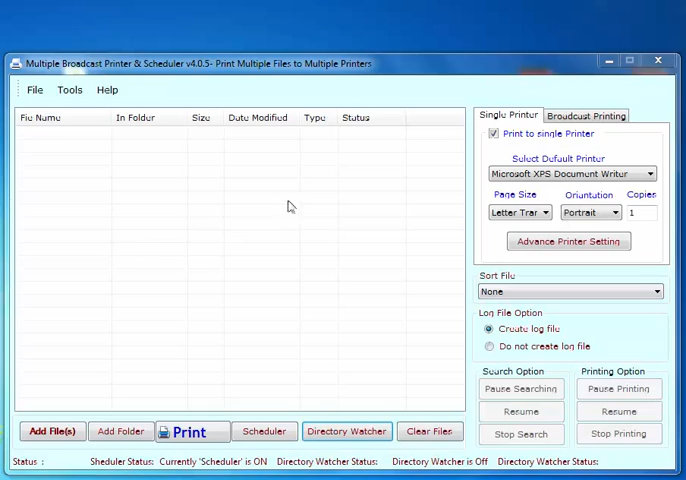 Multiple Broadcast Printer & Scheduler v4.0.5- Print Multiple Files to Multiple Printers
File Tools Help
Fie Name In Folder Size Date Modified Type Status
Single Printer Broadcast Printing
Print to single Printer
Select Default Printer
Microsoft XPS Document Writer
Page Size Oriuntation Copies
Letter Trar Portrait 1
Advance Printer Setting
Sort File
None
Log File Option
Create log file
Do not create log file
Search Option Printing Option
Pause Searching Pause Printing
Resume Resume
Stop Search Stop Printing
Add File(s) Add Folder Print Scheduler Directory Watcher Clear Files
Status : Sheduler Status: Currently 'Scheduler' is ON Directory Watcher Status: Directory Watcher is Off Directory Watcher Status: